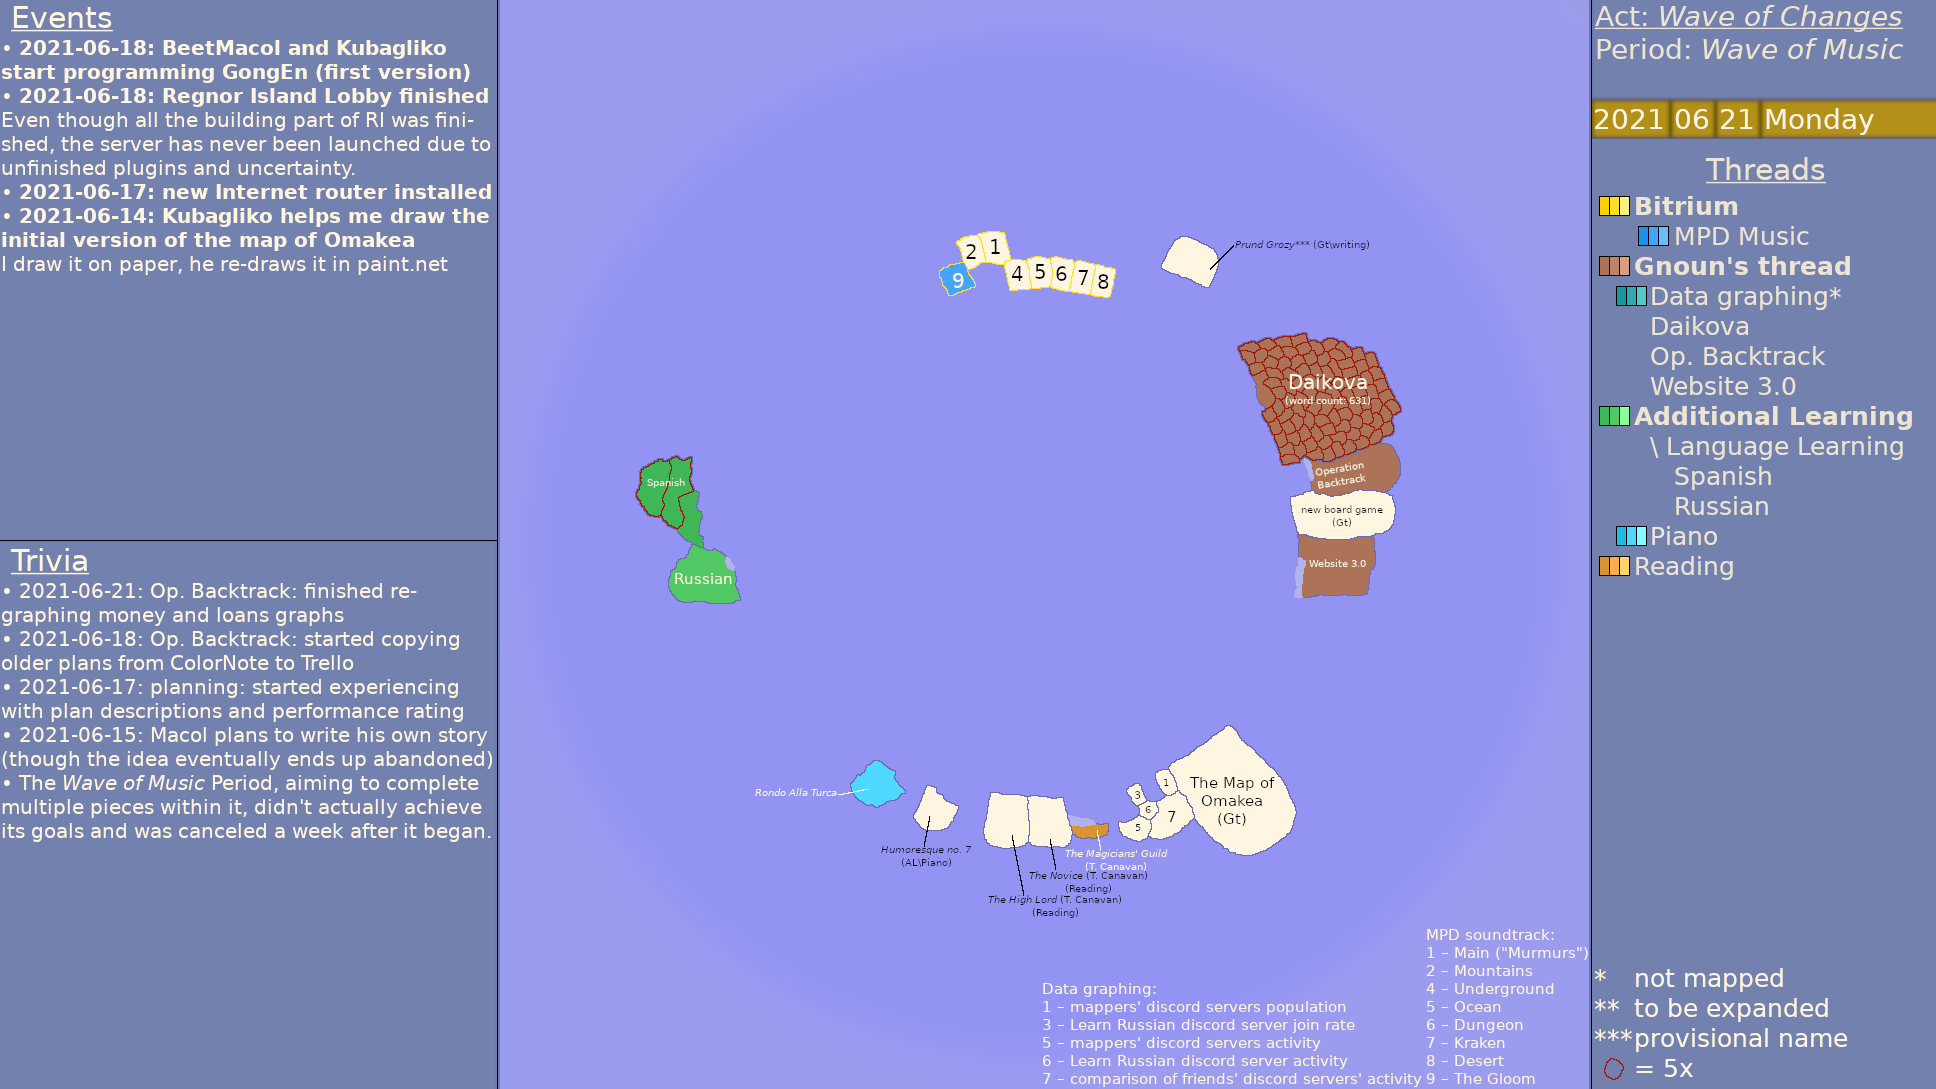 Events
• 2021-06-18: BeetMacol and Kubagliko
start programming GongEn (first version)
• 2021-06-18: Regnor Island Lobby finished
Even though all the building part of RI was fini-
shed, the server has never been launched due to
unfinished plugins and uncertainty.
• 2021-06-17: new Internet router installed
• 2021-06-14: Kubagliko helps me draw the
initial version of the map of Omakea
I draw it on paper, he re-draws it in paint.net
Trivia
• 2021-06-21: Op. Backtrack: finished re-
graphing money and loans graphs
• 2021-06-18: Op. Backtrack: started copying
older plans from ColorNote to Trello
• 2021-06-17: planning: started experiencing
with plan descriptions and performance rating
• 2021-06-15: Macol plans to write his own story
(though the idea eventually ends up abandoned)
• The Wave of Music Period, aiming to complete
multiple pieces within it, didn't actually achieve
its goals and was canceled a week after it began.
2
1
9
4
5
6
7
8
Prund Grozy*** (Gt\writing)
Daikova
(word count: 631)
Operation
Backtrack
new board game
(Gt)
Website 3.0
Spanish
Russian
Rondo Alla Turca
Humoresque no. 7
(AL\Piano)
The High Lord (T. Canavan)
(Reading)
The Novice (T. Canavan)
(Reading)
The Magicians' Guild
(T. Canavan)
3
1
6
5
7
The Map of
Omakea
(Gt)
Data graphing:
1 – mappers' discord servers population
3 – Learn Russian discord server join rate
5 – mappers' discord servers activity
6 – Learn Russian discord server activity
7 – comparison of friends' discord servers' activity
MPD soundtrack:
1 – Main ("Murmurs")
2 – Mountains
4 – Underground
5 – Ocean
6 – Dungeon
7 – Kraken
8 – Desert
9 – The Gloom
Act: Wave of Changes
Period: Wave of Music
2021 06 21 Monday
Threads
Bitrium
MPD Music
Gnoun's thread
Data graphing*
Daikova
Op. Backtrack
Website 3.0
Additional Learning
\ Language Learning
Spanish
Russian
Piano
Reading
* not mapped
** to be expanded
*** provisional name
= 5x